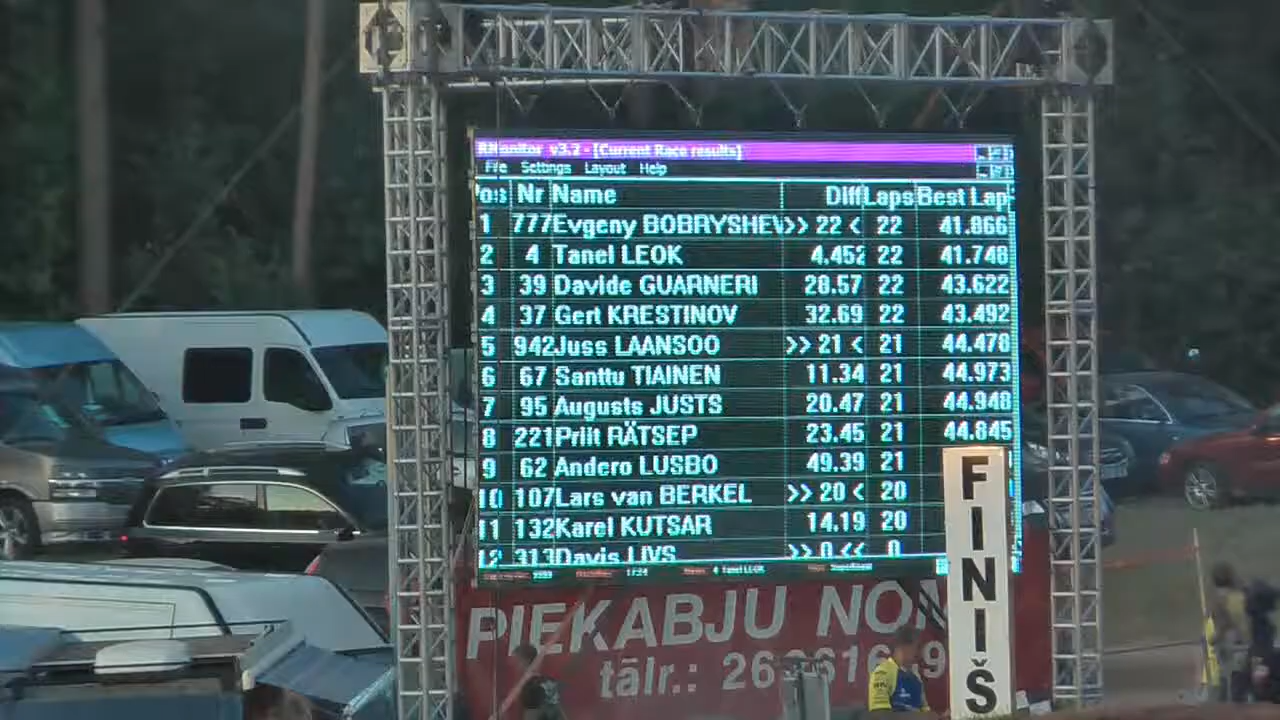 RMonitor v3.2 - [Current Race results]
File Settings Layout Help
Pos Nr Name Diff Laps Best Lap
1 777 Evgeny BOBRYSHEV >> 22 < 22 41.866
2 4 Tanel LEOK 4.452 22 41.748
3 39 Davide GUARNERI 28.57 22 43.622
4 37 Gert KRESTINOV 32.69 22 43.492
5 942 Juss LAANSOO >> 21 < 21 44.478
6 67 Santtu TIAINEN 11.34 21 44.973
7 95 Augusts JUSTS 20.47 21 44.948
8 221 Priit RÄTSEP 23.45 21 44.845
9 62 Andero LUSBO 49.39 21
10 107 Lars van BERKEL >> 20 < 20
11 132 Karel KUTSAR 14.19 20
12 313 Davis LIVS >> 0 << 0
4 Tanel LEOK
PIEKABJU NOM
tālr.:
FINIŠ